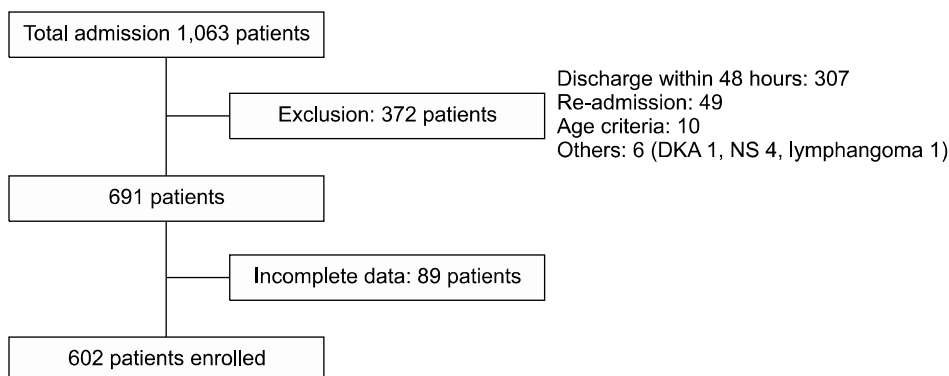 Total admission 1,063 patients
Exclusion: 372 patients
Discharge within 48 hours: 307
Re-admission: 49
Age criteria: 10
Others: 6 (DKA 1, NS 4, lymphangoma 1)
691 patients
Incomplete data: 89 patients
602 patients enrolled